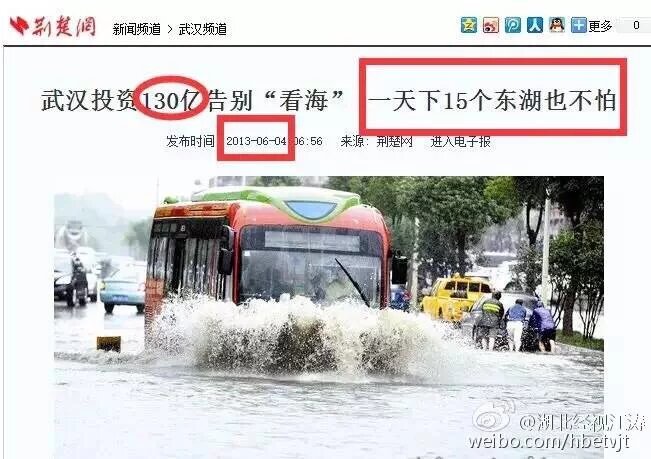 荆楚网 新闻频道 > 武汉频道 更多 0
武汉投资130亿告别“看海” 一天下15个东湖也不怕
发布时间 2013-06-04 06:56 来源: 荆楚网 进入电子报
@湖北经视江涛
weibo.com/hbetvjt